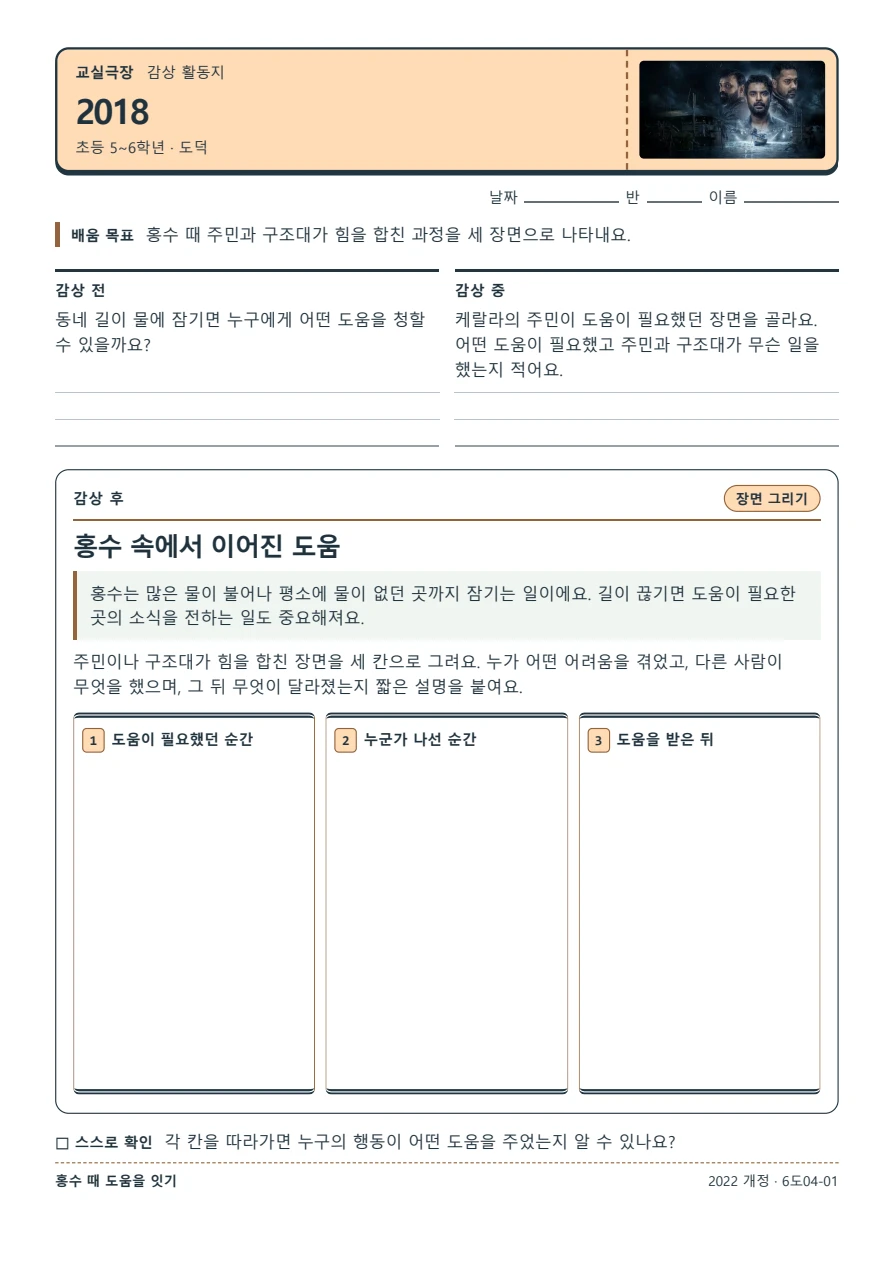 교실극장 감상 활동지
2018
초등 5~6학년 · 도덕
날짜 반 이름
배움 목표 홍수 때 주민과 구조대가 힘을 합친 과정을 세 장면으로 나타내요.
감상 전
동네 길이 물에 잠기면 누구에게 어떤 도움을 청할
수 있을까요?
감상 중
케랄라의 주민이 도움이 필요했던 장면을 골라요.
어떤 도움이 필요했고 주민과 구조대가 무슨 일을
했는지 적어요.
감상 후
장면 그리기
홍수 속에서 이어진 도움
홍수는 많은 물이 불어나 평소에 물이 없던 곳까지 잠기는 일이에요. 길이 끊기면 도움이 필요한
곳의 소식을 전하는 일도 중요해져요.
주민이나 구조대가 힘을 합친 장면을 세 칸으로 그려요. 누가 어떤 어려움을 겪었고, 다른 사람이
무엇을 했으며, 그 뒤 무엇이 달라졌는지 짧은 설명을 붙여요.
1 도움이 필요했던 순간
2 누군가 나선 순간
3 도움을 받은 뒤
스스로 확인 각 칸을 따라가면 누구의 행동이 어떤 도움을 주었는지 알 수 있나요?
홍수 때 도움을 잇기
2022 개정 · 6도04-01